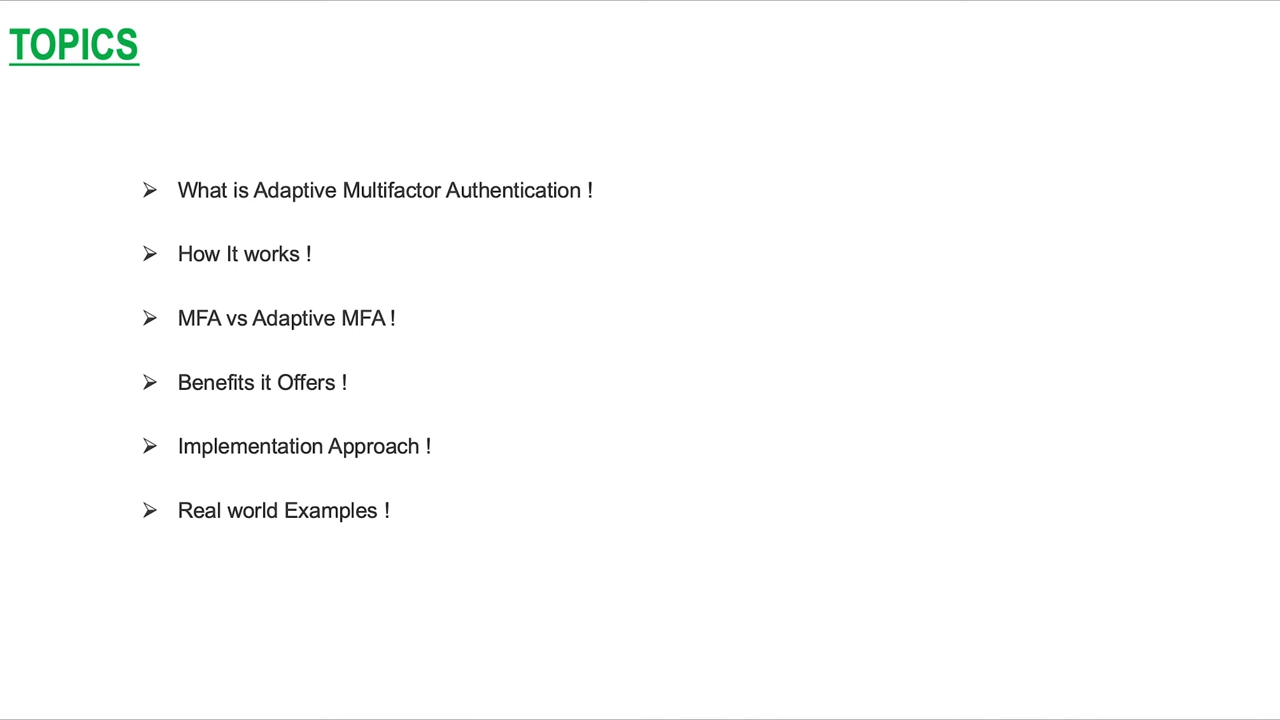 TOPICS
What is Adaptive Multifactor Authentication !
How It works !
MFA vs Adaptive MFA !
Benefits it Offers !
Implementation Approach !
Real world Examples !